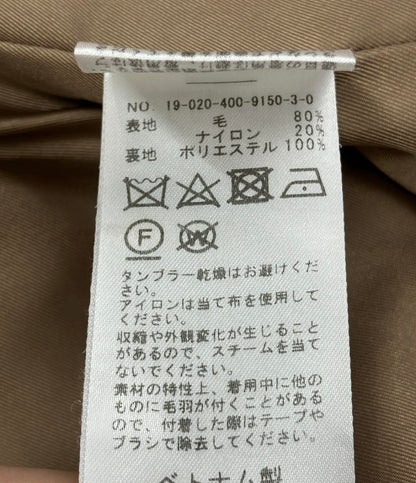 NO. 19-020-400-9150-3-0
表地 毛 80%
ナイロン 20%
裏地 ポリエステル 100%
F W
タンブラー乾燥はお避けくだ
さい。
アイロンは当て布を使用して
ください。
収縮や外観変化が生じること
があるので、スチームを当て
ないでください。
素材の特性上、着用中に他の
ものに毛羽が付くことがある
ので、付着した際はテープや
ブラシで除去してください。
ベトナム製